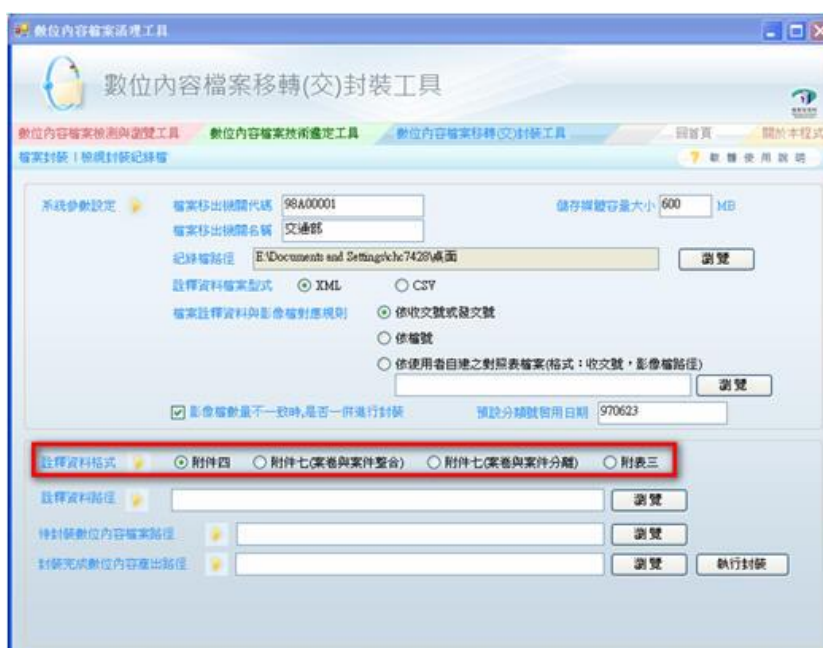 數位內容檔案清理工具
數位內容檔案移轉(交)封裝工具
數位內容檔案檢測與瀏覽工具 數位內容檔案技術鑑定工具 數位內容檔案移轉(交)封裝工具 回首頁 關於本程式
檔案封裝 | 檢視封裝紀錄檔 ? 軟體使用說明
系統參數設定 檔案移出機關代碼 98A00001 儲存媒體容量大小 600 MB
檔案移出機關名稱 交通部
紀錄檔路徑 E:\Documents and Settings\chc7428\桌面 瀏覽
詮釋資料檔案型式 XML CSV
檔案詮釋資料與影像檔對應規則 依收文號或發文號
依檔號
依使用者自建之對照表檔案(格式:收文號,影像檔路徑)
瀏覽
影像檔數量不一致時,是否一併進行封裝 預設分類號啟用日期 970623
詮釋資料格式 附件四 附件七(案卷與案件整合) 附件七(案卷與案件分離) 附表三
詮釋資料路徑 瀏覽
待封裝數位內容檔案路徑 瀏覽
封裝完成數位內容產出路徑 瀏覽 執行封裝